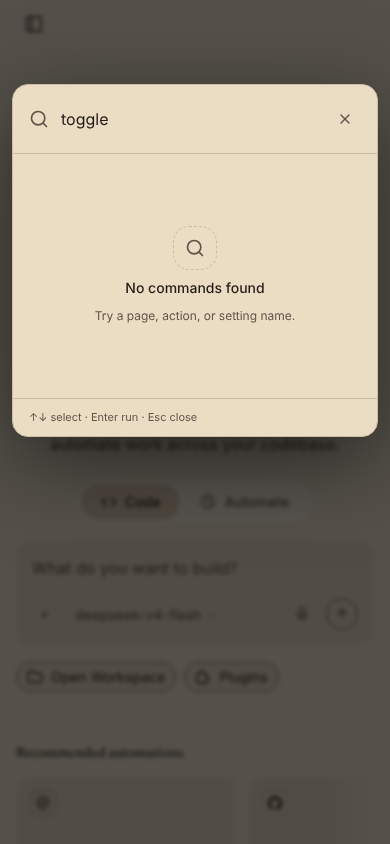 toggle
No commands found
Try a page, action, or setting name.
↑↓ select · Enter run · Esc close
automate work across your codebase.
Code
Automate
What do you want to build?
deepseek-v4-flash
Open Workspace
Plugins
Recommended automations